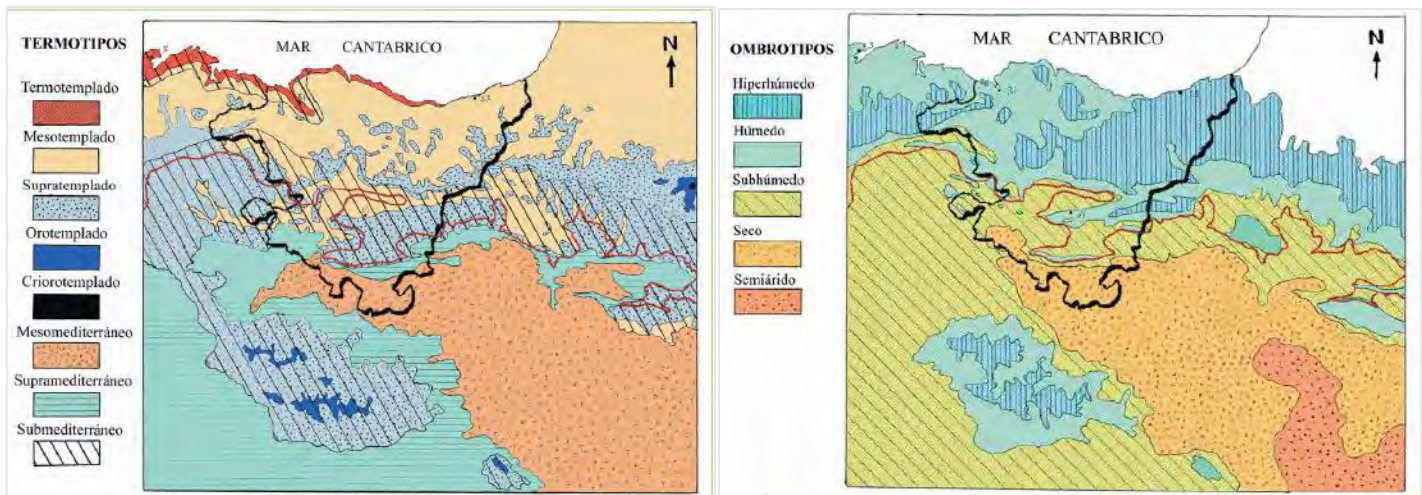 TERMOTIPOS
Termotemplado
Mesotemplado
Supratemplado
Orotemplado
Criorotemplado
Mesomediterráneo
Supramediterráneo
Submediterráneo
MAR CANTABRICO
N
OMBROTIPOS
Hiperhúmedo
Húmedo
Subhúmedo
Seco
Semiárido
MAR CANTABRICO
N